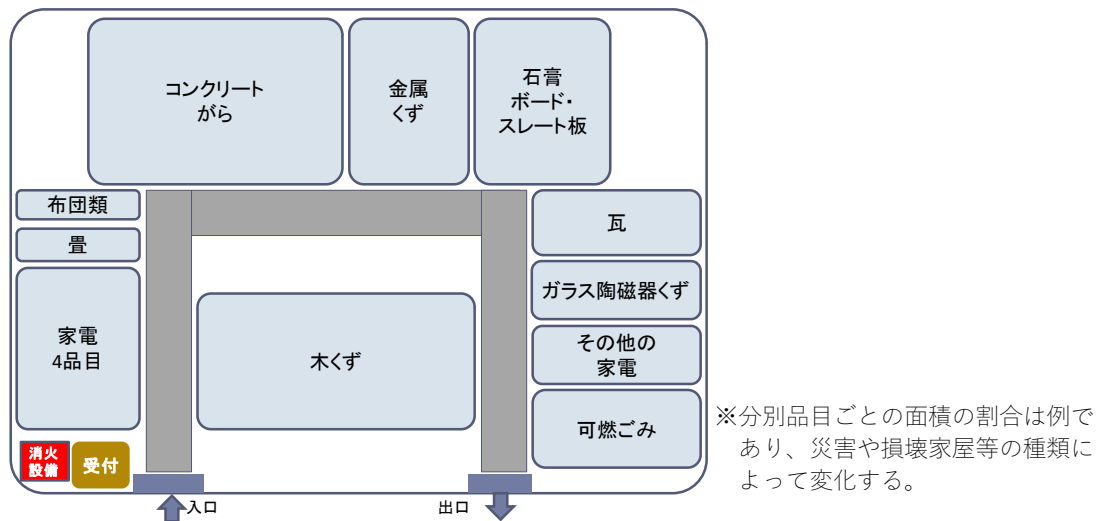 コンクリート
がら
金属
くず
石膏
ボード・
スレート板
布団類
畳
家電
4品目
木くず
瓦
ガラス陶磁器くず
その他の
家電
可燃ごみ
消火
設備
受付
入口
出口
※分別品目ごとの面積の割合は例で
あり、災害や損壊家屋等の種類に
よって変化する。